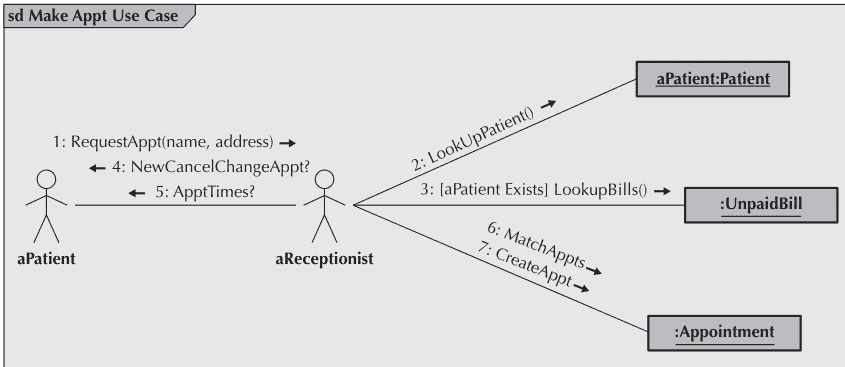 sd Make Appt Use Case
aPatient:Patient
1: RequestAppt(name, address)
2: LookUpPatient()
4: NewCancelChangeAppt?
5: ApptTimes?
3: [aPatient Exists] LookupBills()
:UnpaidBill
aPatient
aReceptionist
6: MatchAppts
7: CreateAppt
:Appointment